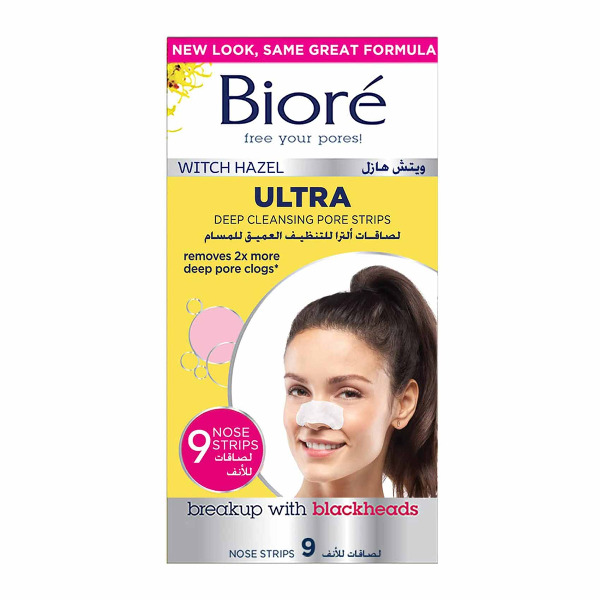 NEW LOOK, SAME GREAT FORMULA
Bioré
free your pores!
WITCH HAZEL ويتش هازل
ULTRA
DEEP CLEANSING PORE STRIPS
لصاقات ألترا للتنظيف العميق للمسام
removes 2x more
deep pore clogs*
9 NOSE
STRIPS
لصاقات
للأنف
breakup with blackheads
NOSE STRIPS 9 لصاقات للأنف